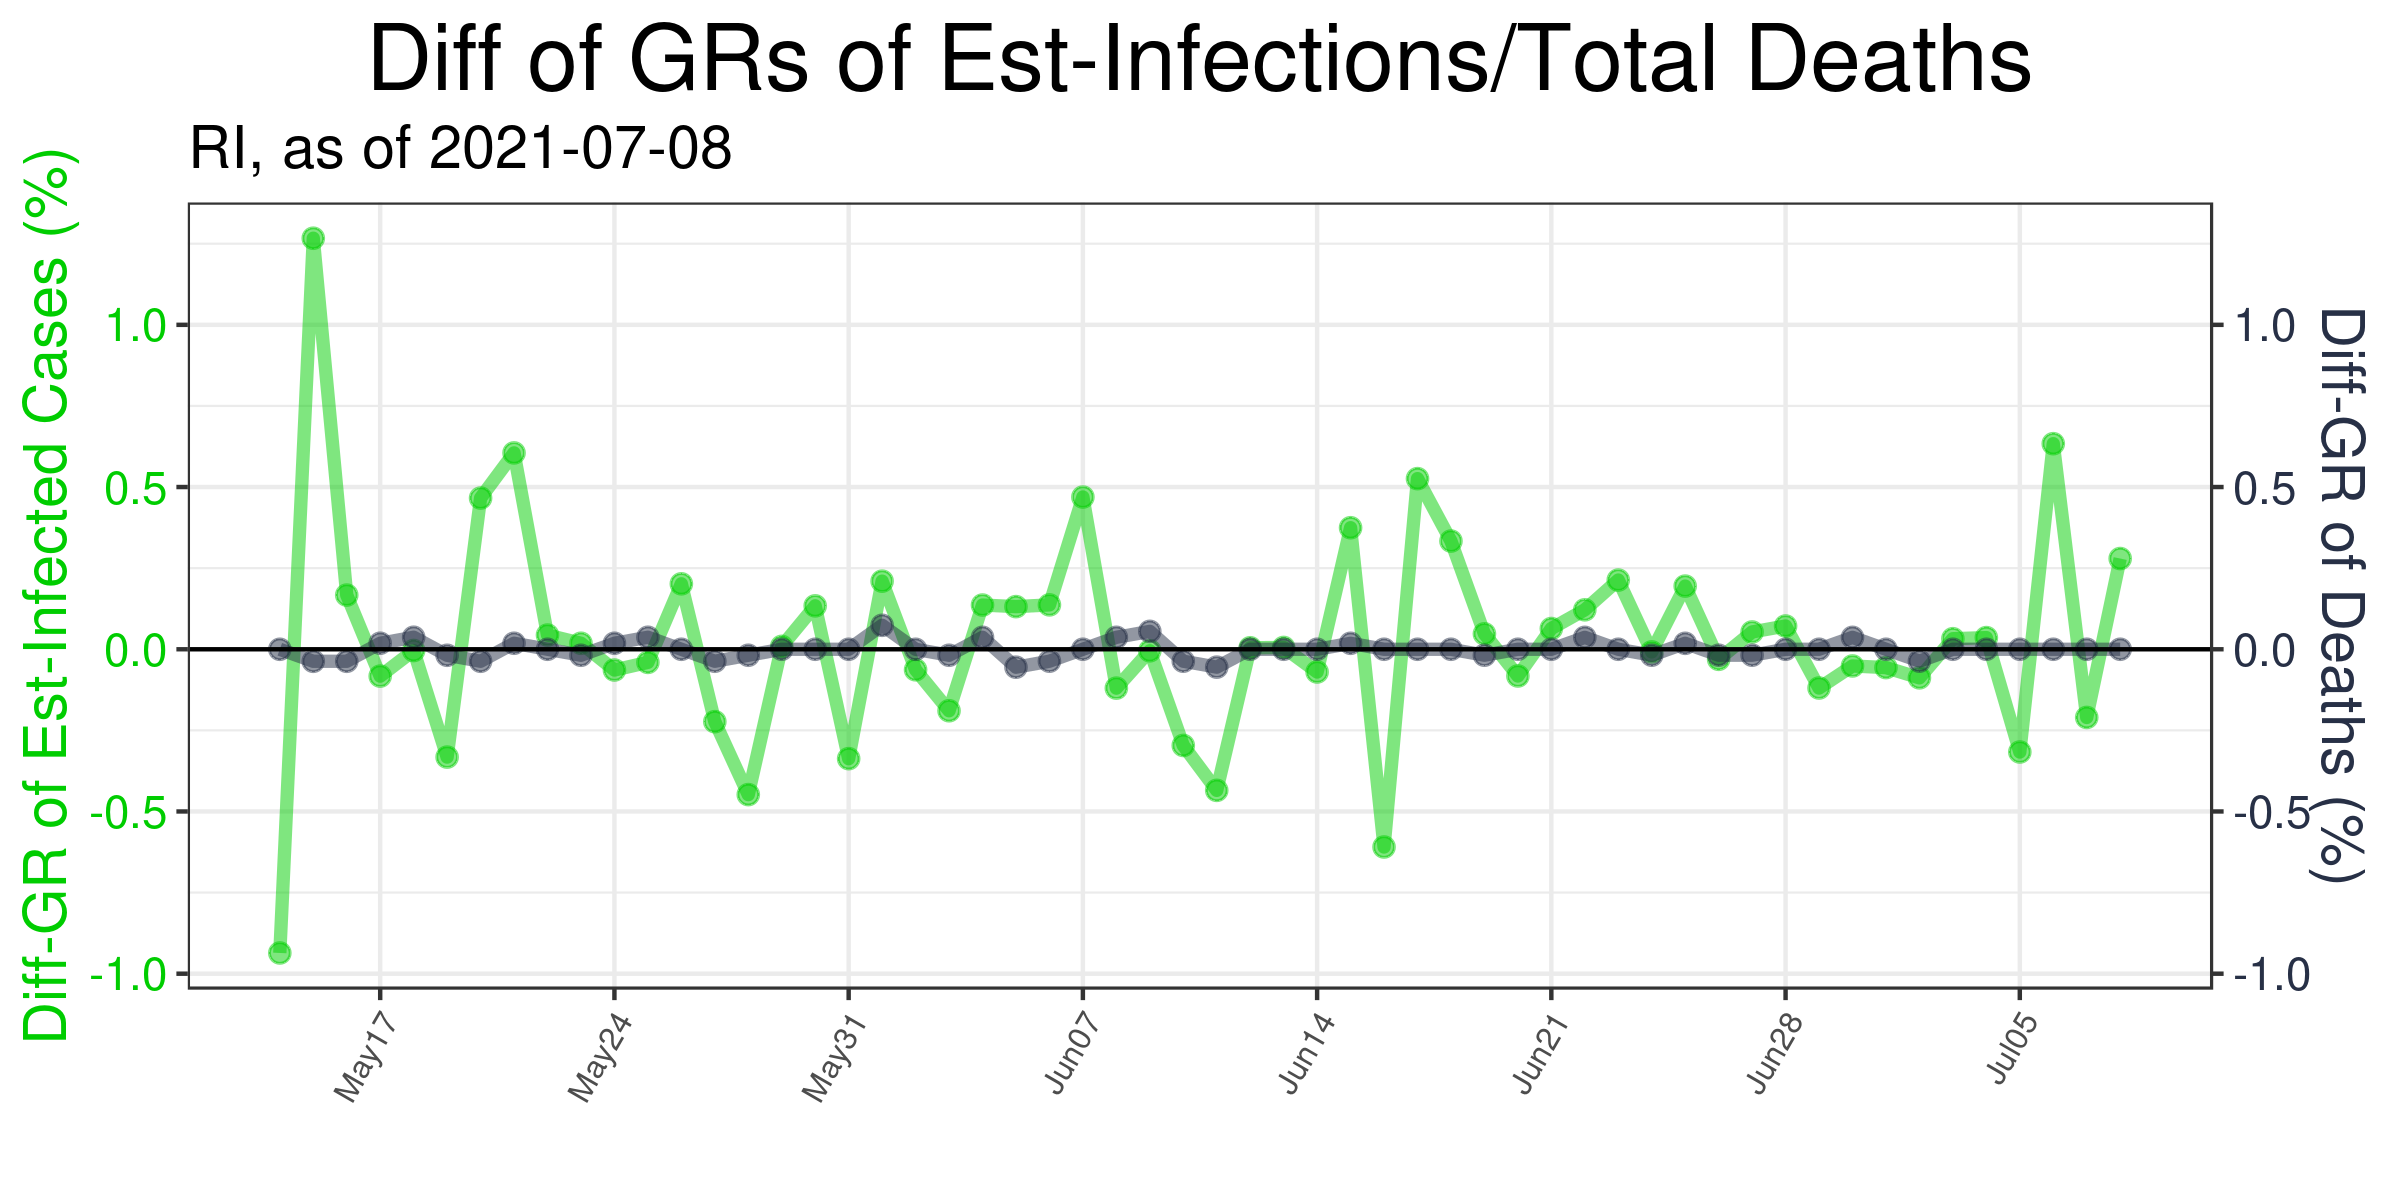 Diff of GRs of Est-Infections/Total Deaths
RI, as of 2021-07-08
Diff-GR of Est-Infected Cases (%)
1.0
0.5
0.0
-0.5
-1.0
1.0
0.5
0.0
-0.5
-1.0
Diff-GR of Deaths (%)
May17
May24
May31
Jun07
Jun14
Jun21
Jun28
Jul05